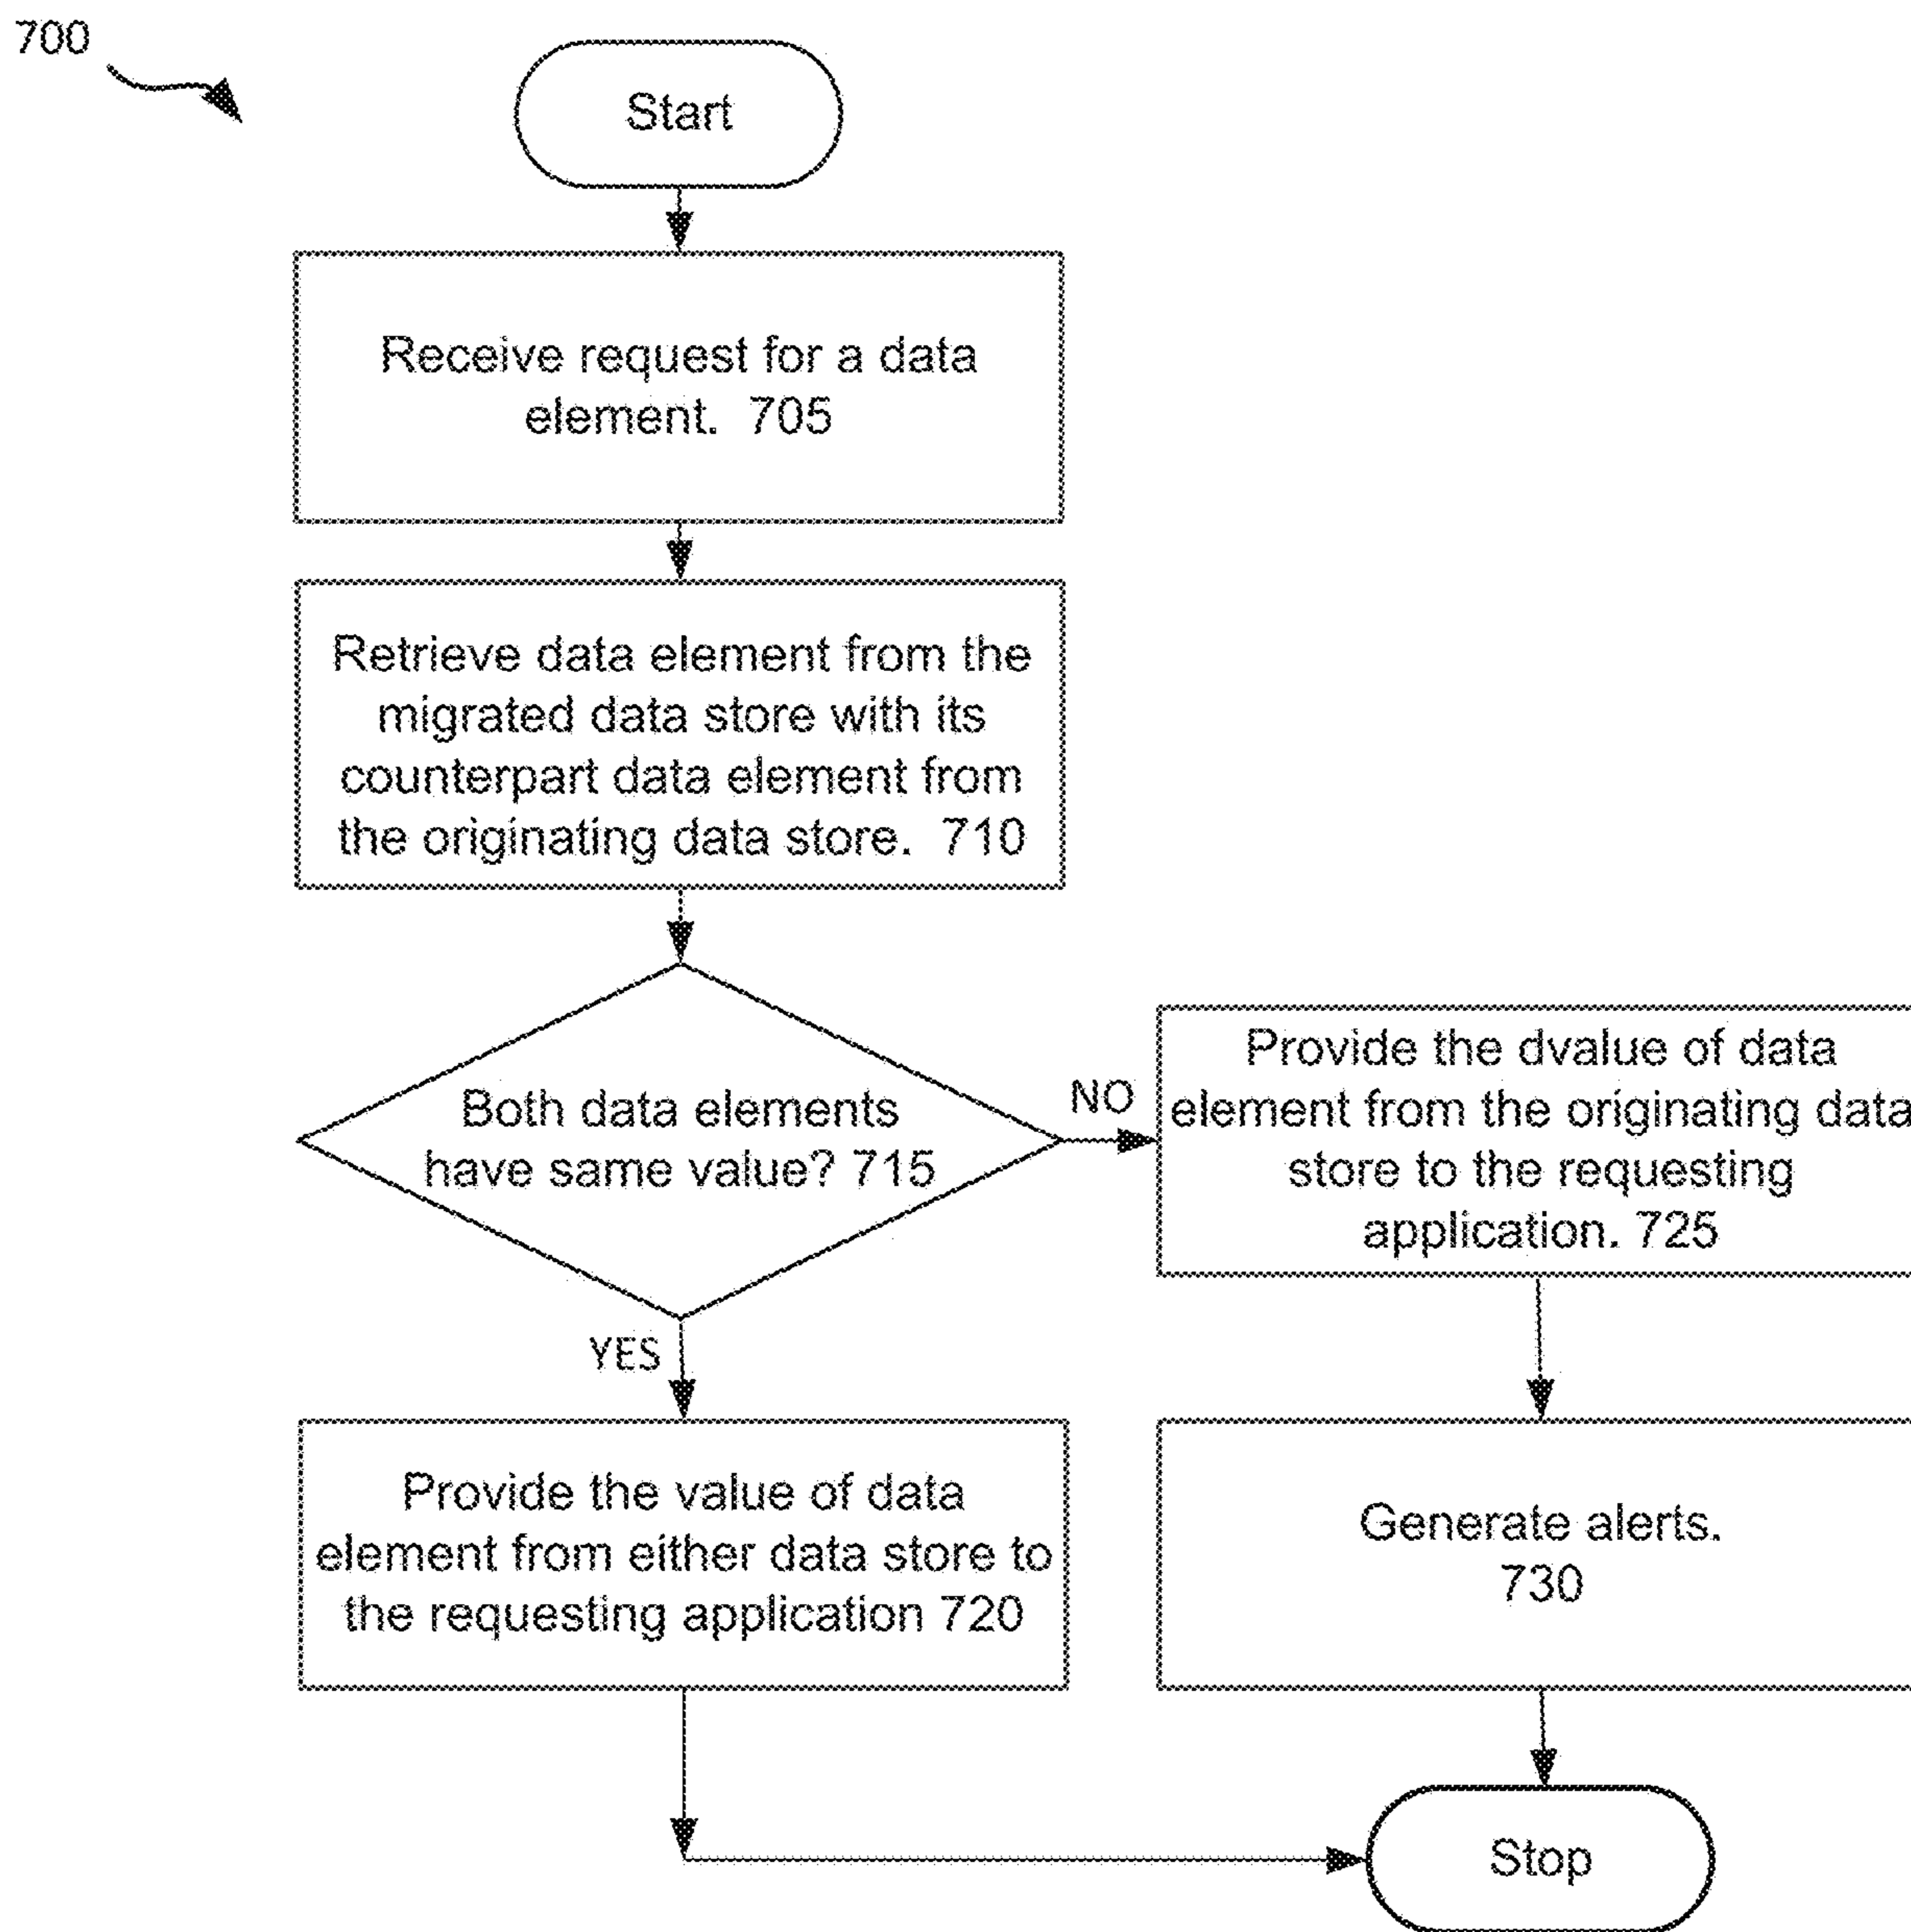 700
Start
Receive request for a data
element. 705
Retrieve data element from the
migrated data store with its
counterpart data element from
the originating data store. 710
Both data elements
have same value? 715
NO
Provide the dvalue of data
element from the originating data
store to the requesting
application. 725
YES
Provide the value of data
element from either data store to
the requesting application 720
Generate alerts.
730
Stop